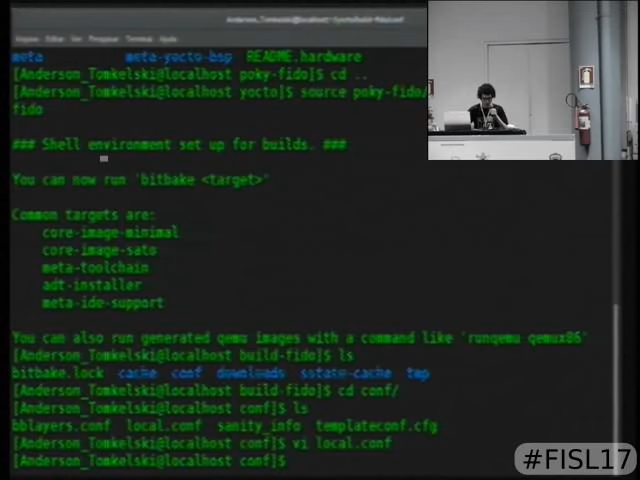 Anderson_Tomkelski@localhost:
Arquivo Editar Ver Pesquisar Terminal Ajuda
meta meta-yocto-bsp README.hardware
[Anderson_Tomkelski@localhost poky-fido]$ cd ..
[Anderson_Tomkelski@localhost yocto]$ source poky-fido/
fido
### Shell environment set up for builds. ###
You can now run 'bitbake <target>'
Common targets are:
core-image-minimal
core-image-sato
meta-toolchain
adt-installer
meta-ide-support
You can also run generated qemu images with a command like 'runqemu qemux86'
[Anderson_Tomkelski@localhost build-fido]$ ls
bitbake.lock cache conf downloads sstate-cache tmp
[Anderson_Tomkelski@localhost build-fido]$ cd conf/
[Anderson_Tomkelski@localhost conf]$ ls
bblayers.conf local.conf sanity_info templateconf.cfg
[Anderson_Tomkelski@localhost conf]$ vi local.conf
[Anderson_Tomkelski@localhost conf]$
#FISL17